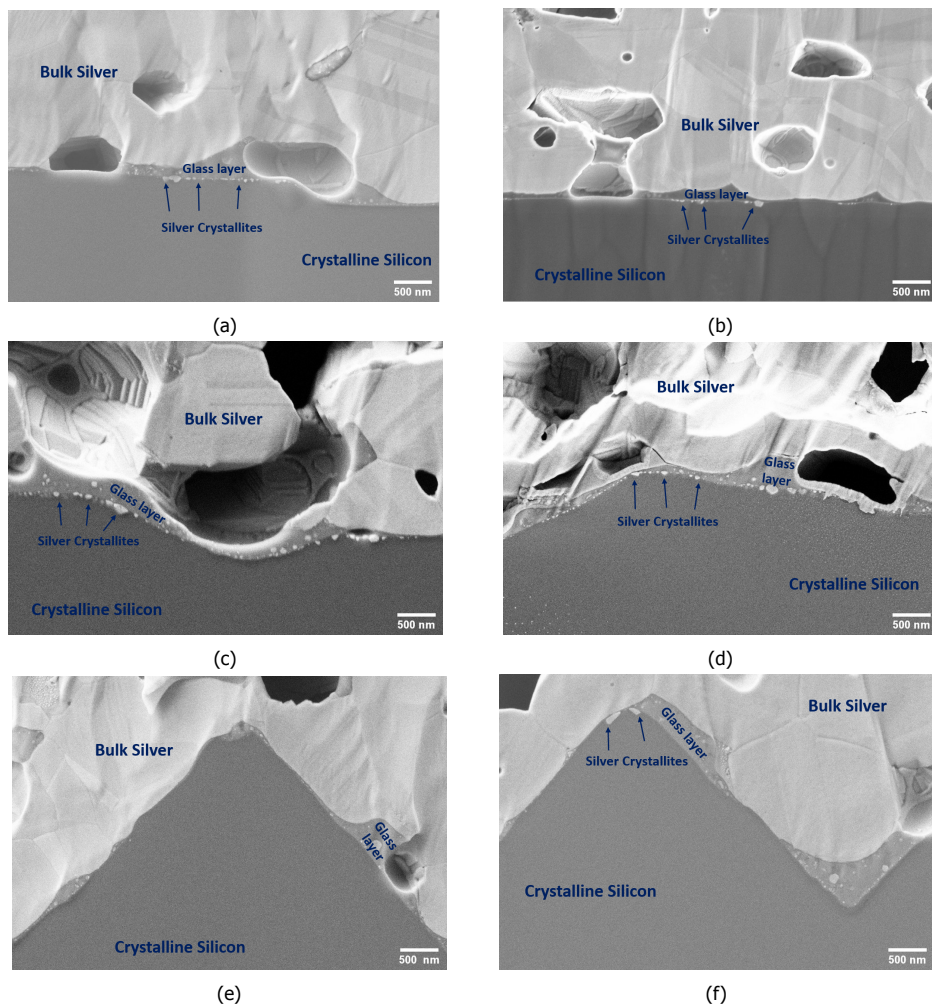 Bulk Silver
Glass layer
Silver Crystallites
Crystalline Silicon
500 nm
(a)
Bulk Silver
Glass layer
Silver Crystallites
Crystalline Silicon
500 nm
(b)
Bulk Silver
Glass layer
Silver Crystallites
Crystalline Silicon
500 nm
(c)
Bulk Silver
Glass
layer
Silver Crystallites
Crystalline Silicon
500 nm
(d)
Bulk Silver
Glass
layer
Crystalline Silicon
500 nm
(e)
Bulk Silver
Glass layer
Silver Crystallites
Crystalline Silicon
500 nm
(f)